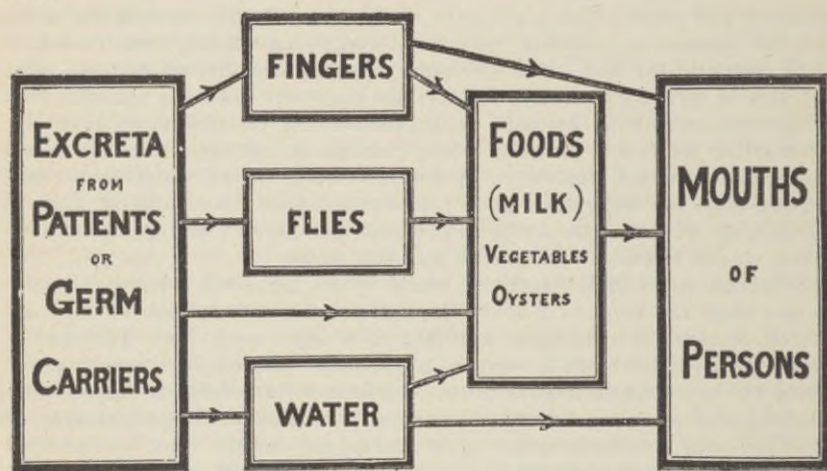 EXCRETA
FROM
PATIENTS
OR
GERM
CARRIERS
FINGERS
FLIES
WATER
FOODS
(MILK)
VEGETABLES
OYSTERS
MOUTHS
OF
PERSONS